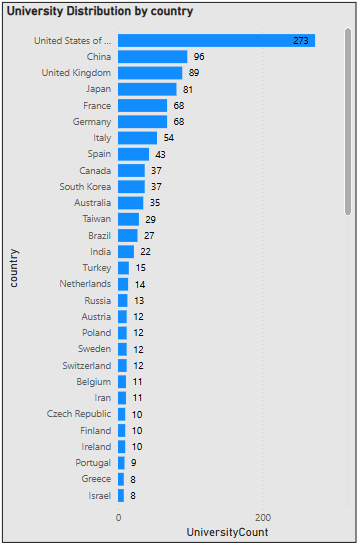 University Distribution by country
United States of ... 273
China 96
United Kingdom 89
Japan 81
France 68
Germany 68
Italy 54
Spain 43
Canada 37
South Korea 37
Australia 35
Taiwan 29
Brazil 27
India 22
Turkey 15
Netherlands 14
Russia 13
Austria 12
Poland 12
Sweden 12
Switzerland 12
Belgium 11
Iran 11
Czech Republic 10
Finland 10
Ireland 10
Portugal 9
Greece 8
Israel 8
country
0 200
UniversityCount